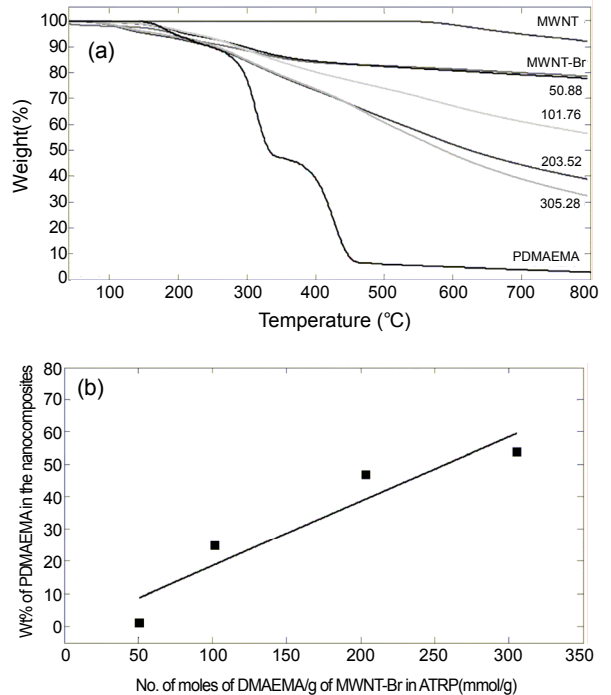 100
90
80
70
60
50
40
30
20
10
0
Weight(%)
(a)
MWNT
MWNT-Br
50.88
101.76
203.52
305.28
PDMAEMA
100 200 300 400 500 600 700 800
Temperature (°C)
80
70
60
50
40
30
20
10
0
Wt% of PDMAEMA in the nanocomposites
(b)
0 50 100 150 200 250 300 350
No. of moles of DMAEMA/g of MWNT-Br in ATRP(mmol/g)